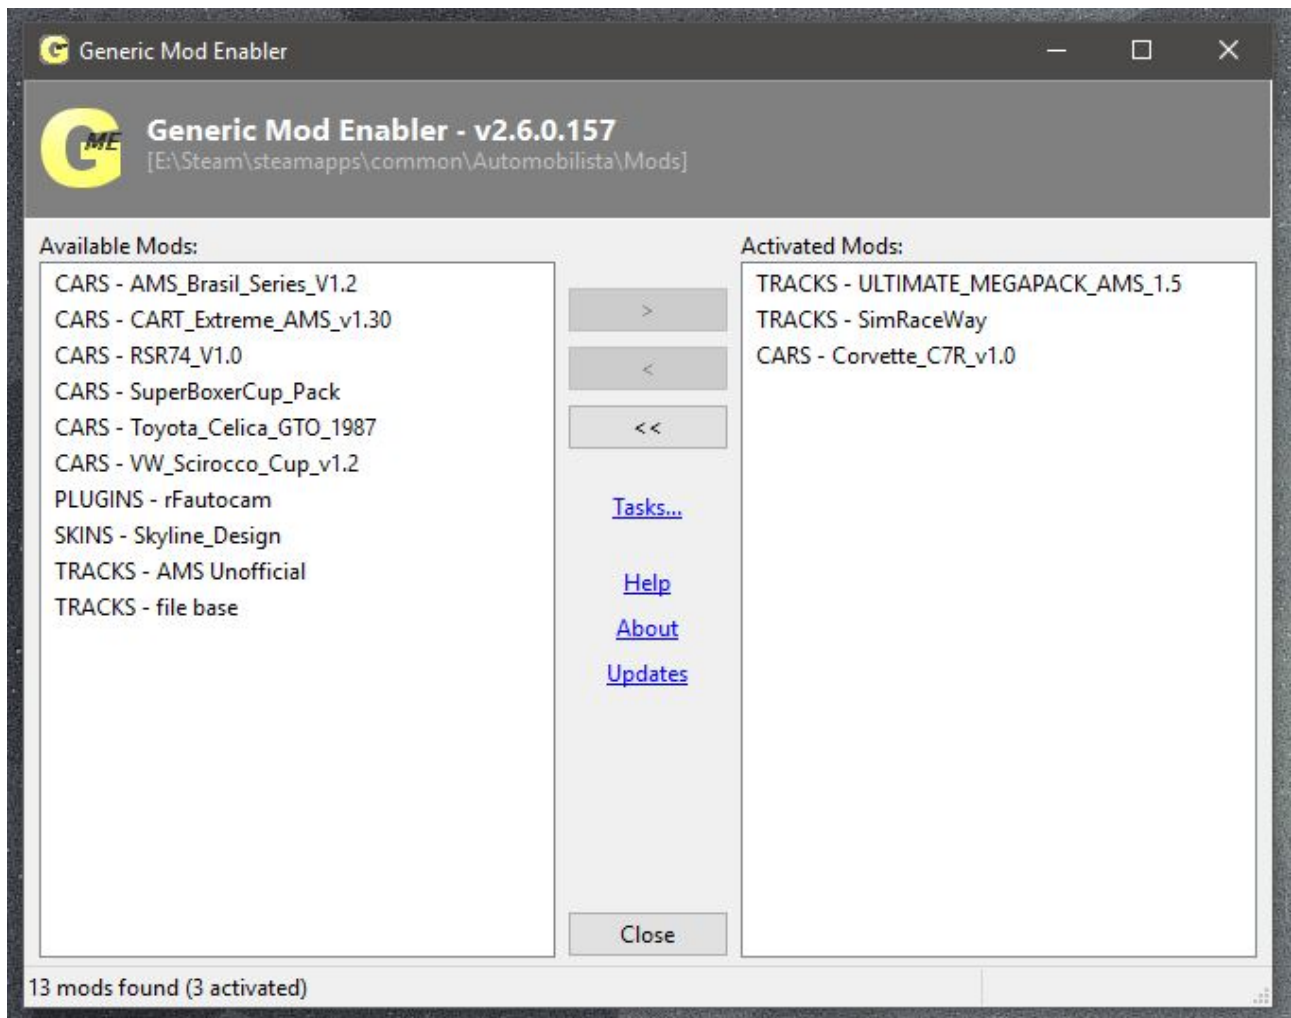 Generic Mod Enabler
GME
Generic Mod Enabler - v2.6.0.157
[E:\Steam\steamapps\common\Automobilista\Mods]
Available Mods:
CARS - AMS_Brasil_Series_V1.2
CARS - CART_Extreme_AMS_v1.30
CARS - RSR74_V1.0
CARS - SuperBoxerCup_Pack
CARS - Toyota_Celica_GTO_1987
CARS - VW_Scirocco_Cup_v1.2
PLUGINS - rFautocam
SKINS - Skyline_Design
TRACKS - AMS Unofficial
TRACKS - file base
>
<
<<
Tasks...
Help
About
Updates
Close
Activated Mods:
TRACKS - ULTIMATE_MEGAPACK_AMS_1.5
TRACKS - SimRaceWay
CARS - Corvette_C7R_v1.0
13 mods found (3 activated)